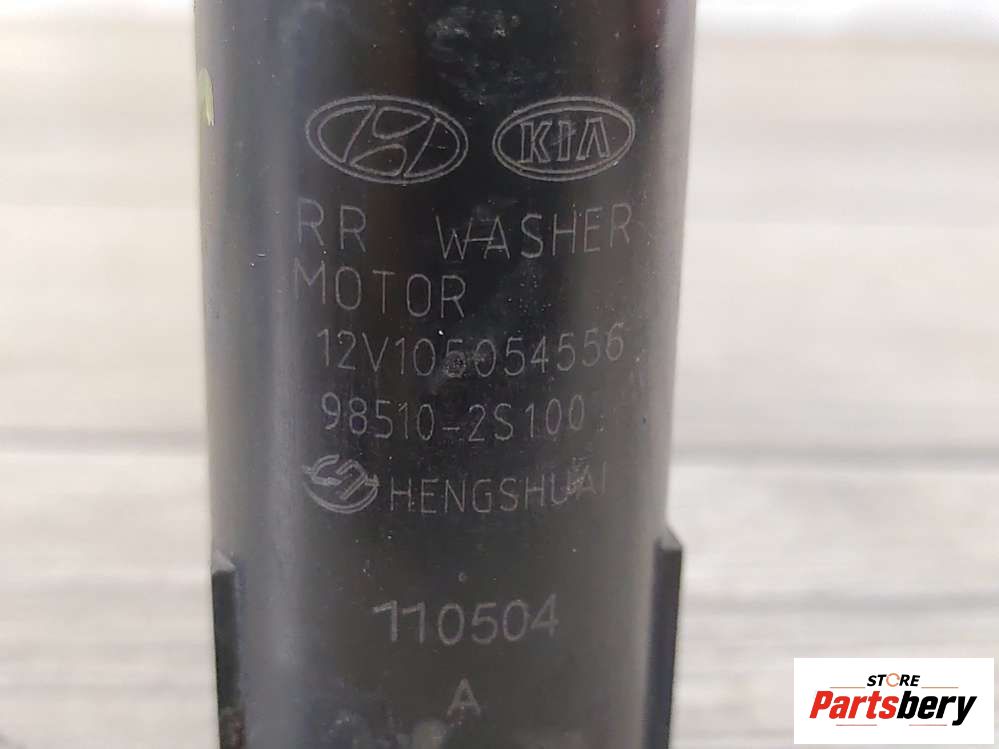 KIA
RR WASHER
MOTOR
12V105054556
98510-2S100
HENGSHUAI
110504
A
STORE
Partsbery